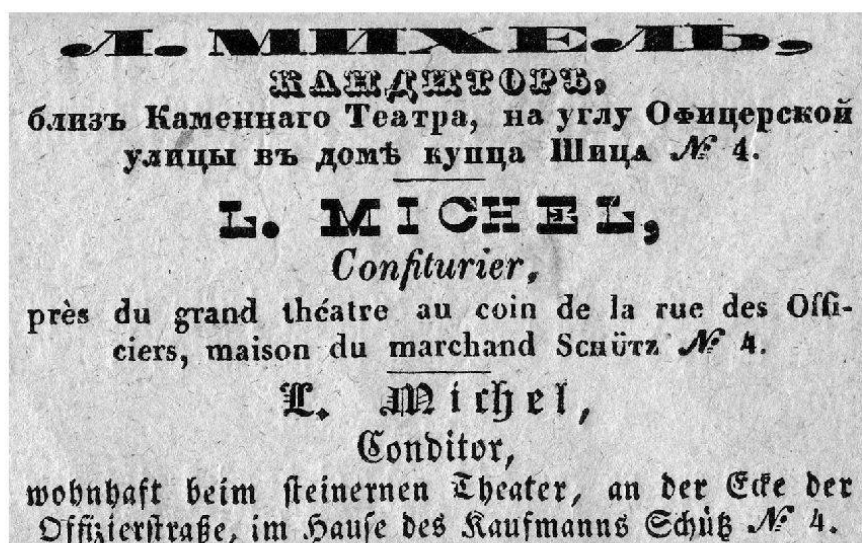 Л. МИХЕЛЬ,
КАНДИТОРЪ,
близъ Каменнаго Театра, на углу Офицерской
улицы въ домѣ купца Шица № 4.
L. MICHEL,
Confiturier,
près du grand théatre au coin de la rue des Offi-
ciers, maison du marchand SCHÜTZ № 4.
L. Michel,
Conditor,
wohnhaft beim steinernen Theater, an der Ecke der
Offizierstraße, im Hause des Kaufmanns Schütz № 4.